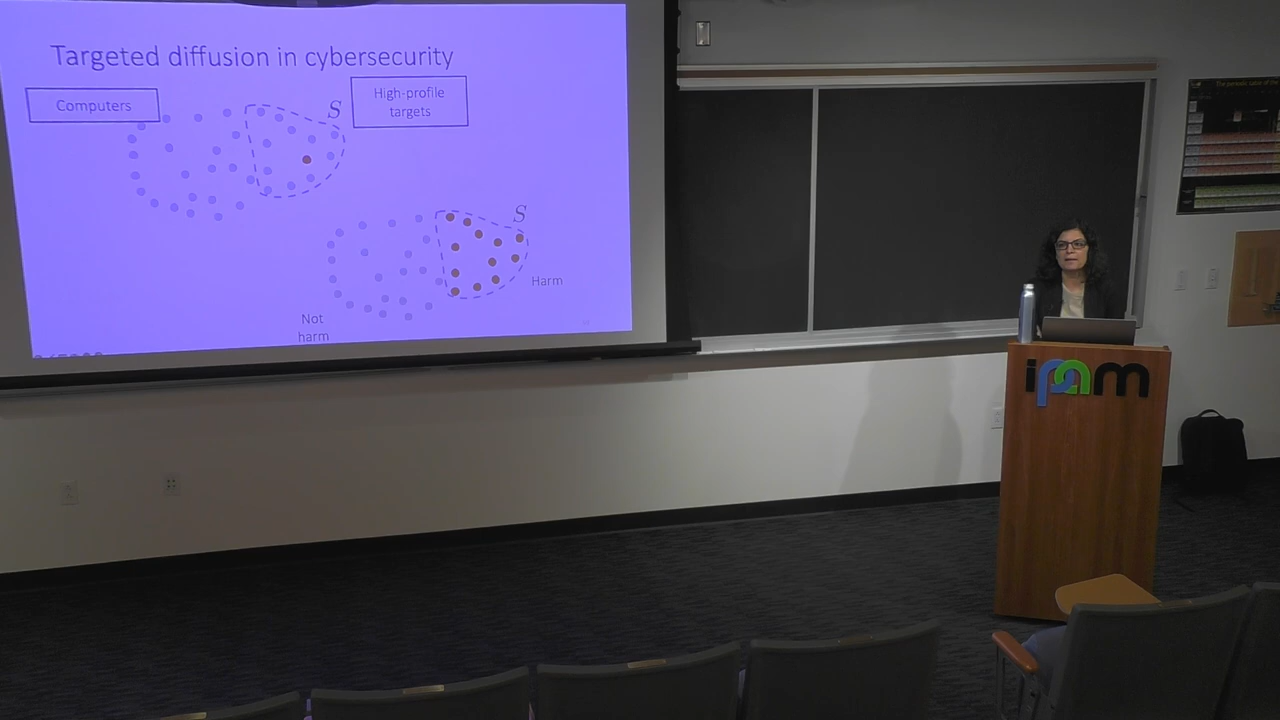 Targeted diffusion in cybersecurity
Computers
High-profile
targets
S
S
Harm
Not
harm
ipam